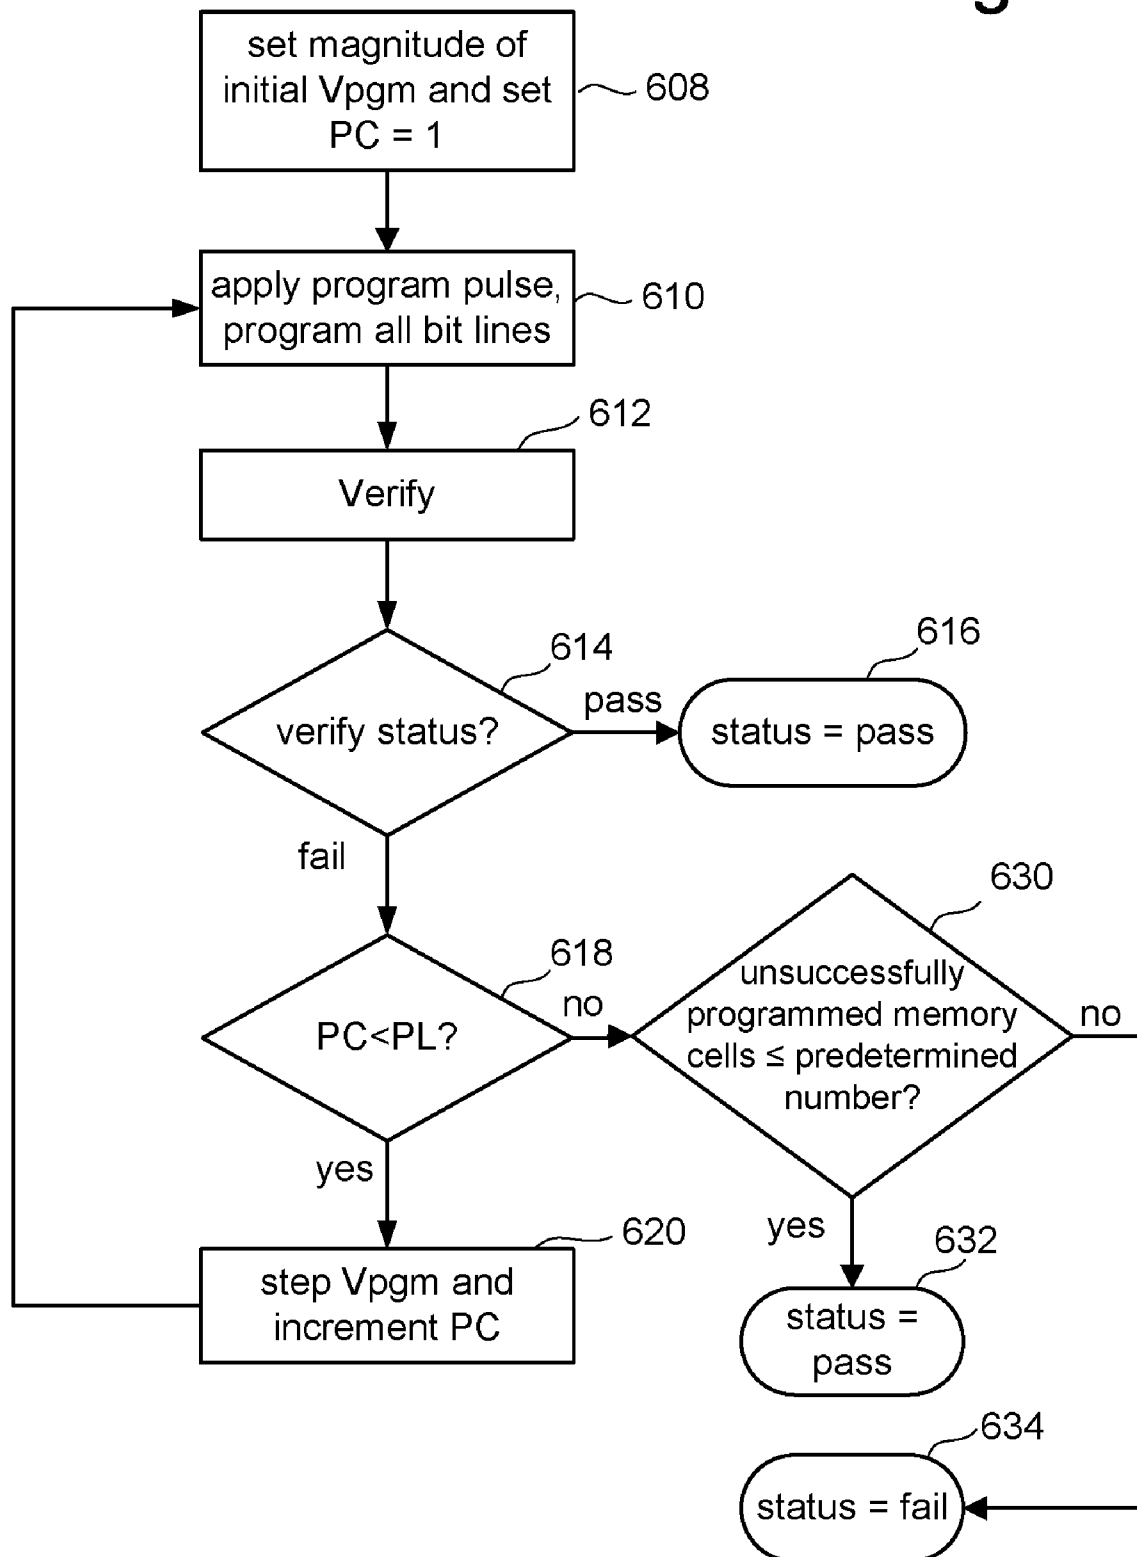 set magnitude of
initial Vpgm and set
PC = 1
608
apply program pulse,
program all bit lines
610
612
Verify
614
verify status?
pass
616
status = pass
fail
618
PC<PL?
no
630
unsuccessfully
programmed memory
cells ≤ predetermined
number?
no
yes
620
step Vpgm and
increment PC
yes
632
status =
pass
634
status = fail